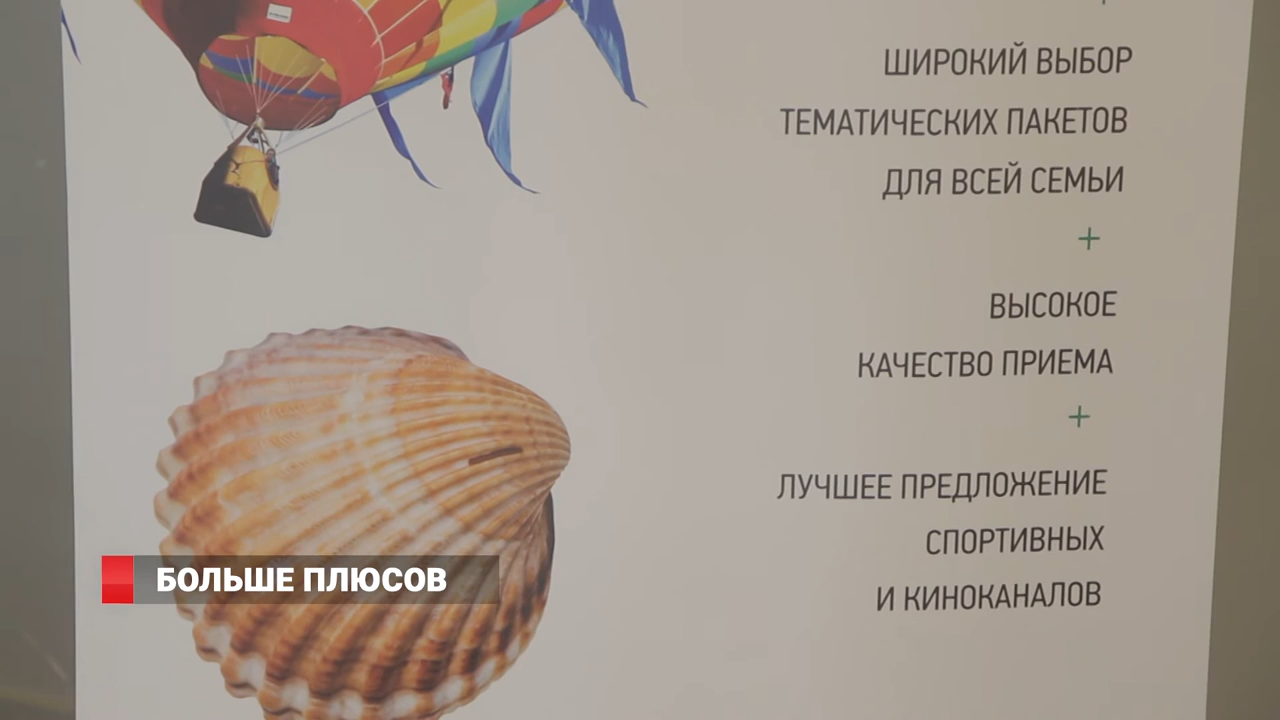 ШИРОКИЙ ВЫБОР
ТЕМАТИЧЕСКИХ ПАКЕТОВ
ДЛЯ ВСЕЙ СЕМЬИ
+
ВЫСОКОЕ
КАЧЕСТВО ПРИЕМА
+
ЛУЧШЕЕ ПРЕДЛОЖЕНИЕ
СПОРТИВНЫХ
И КИНОКАНАЛОВ
БОЛЬШЕ ПЛЮСОВ